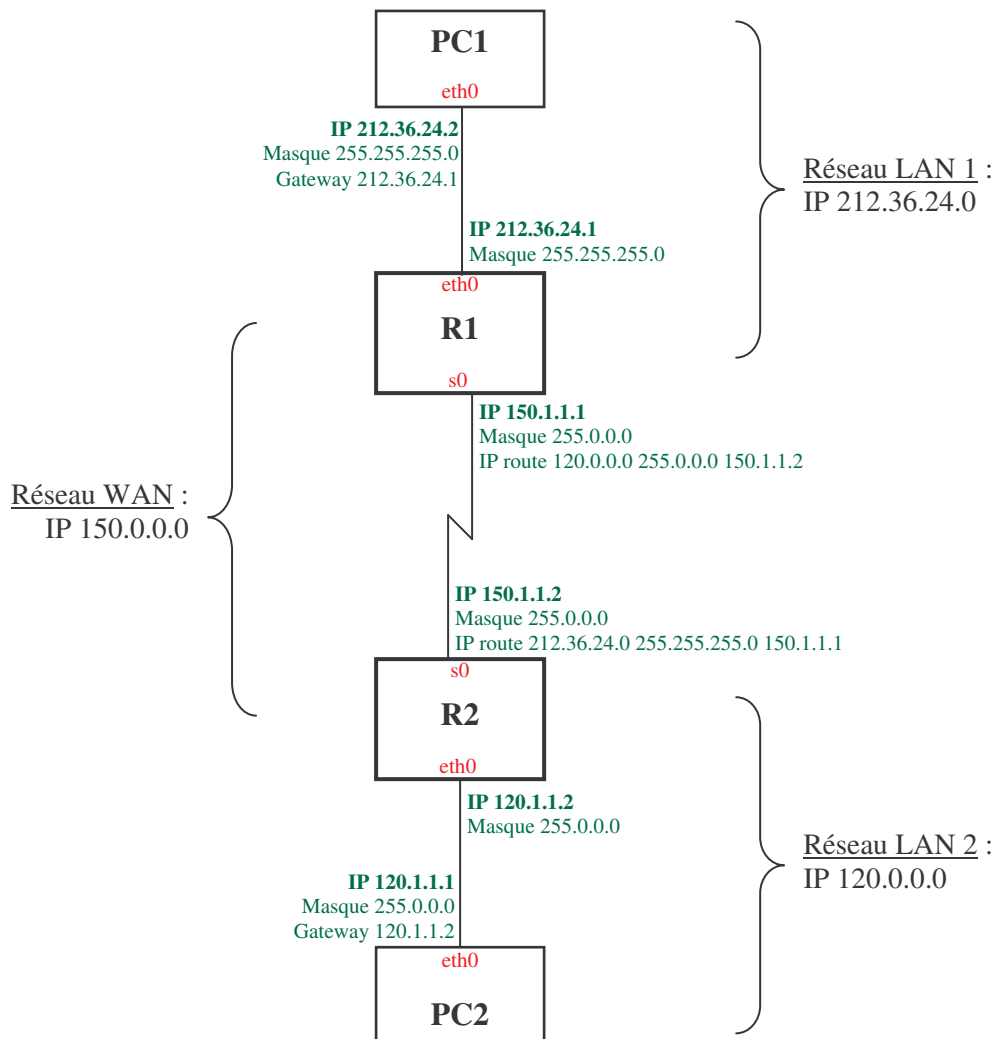 PC1
eth0
IP 212.36.24.2
Masque 255.255.255.0
Gateway 212.36.24.1
Réseau LAN 1 :
IP 212.36.24.0
IP 212.36.24.1
Masque 255.255.255.0
eth0
R1
s0
IP 150.1.1.1
Masque 255.0.0.0
IP route 120.0.0.0 255.0.0.0 150.1.1.2
Réseau WAN :
IP 150.0.0.0
IP 150.1.1.2
Masque 255.0.0.0
IP route 212.36.24.0 255.255.255.0 150.1.1.1
s0
R2
eth0
IP 120.1.1.2
Masque 255.0.0.0
Réseau LAN 2 :
IP 120.0.0.0
IP 120.1.1.1
Masque 255.0.0.0
Gateway 120.1.1.2
eth0
PC2